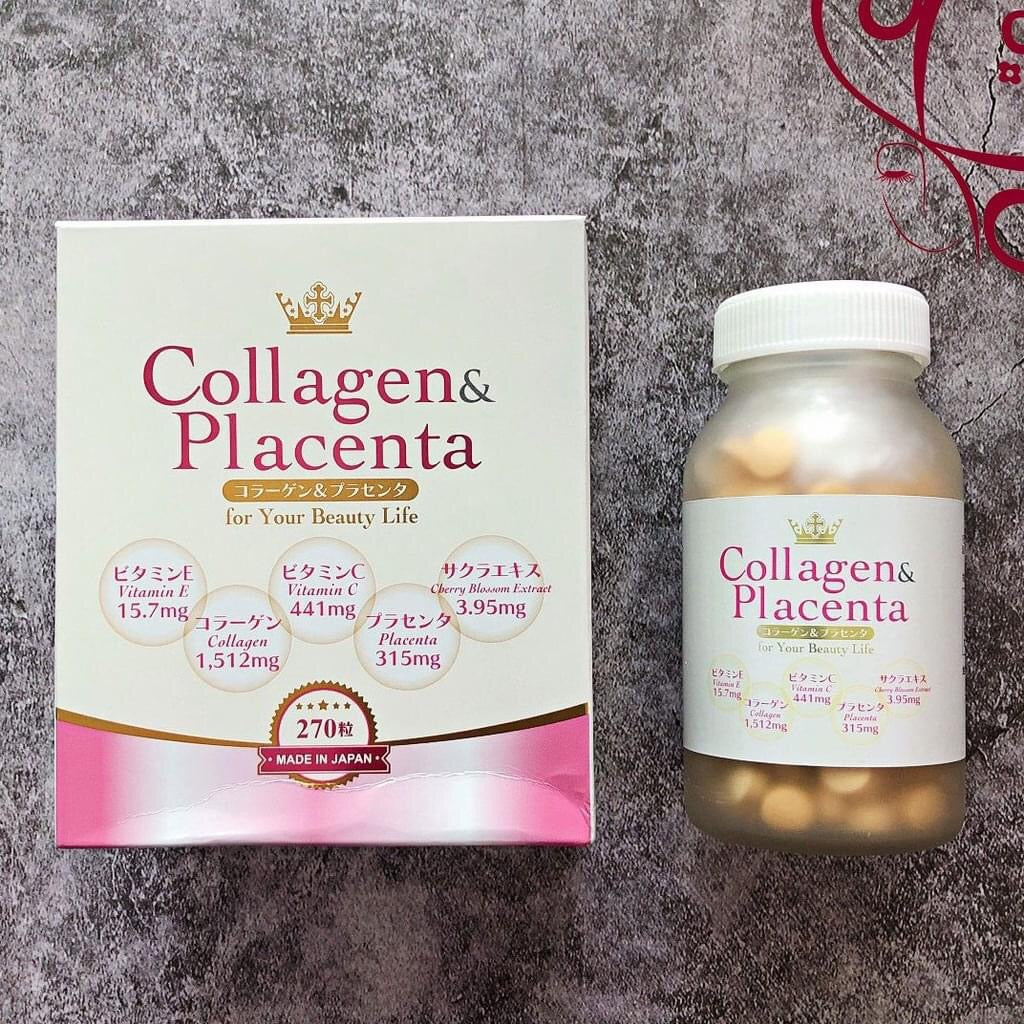 Collagen&
Placenta
コラーゲン&プラセンタ
for Your Beauty Life
ビタミンE
Vitamin E
15.7mg
コラーゲン
Collagen
1,512mg
ビタミンC
Vitamin C
441mg
プラセンタ
Placenta
315mg
サクラエキス
Cherry Blossom Extract
3.95mg
270粒
MADE IN JAPAN
Collagen&
Placenta
コラーゲン&プラセンタ
for Your Beauty Life
ビタミンE
Vitamin E
15.7mg
コラーゲン
Collagen
1,512mg
ビタミンC
Vitamin C
441mg
プラセンタ
Placenta
315mg
サクラエキス
Cherry Blossom Extract
3.95mg